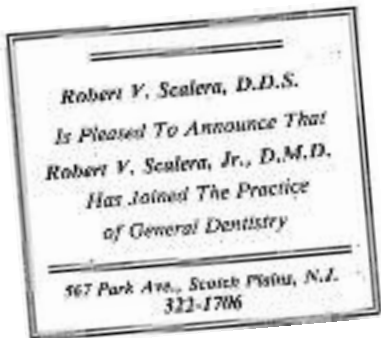 Robert V. Scalera, D.D.S.
Is Pleased To Announce That
Robert V. Scalera, Jr., D.M.D.
Has Joined The Practice
of General Dentistry
567 Park Ave., Scotch Plains, N.J.
322-1706